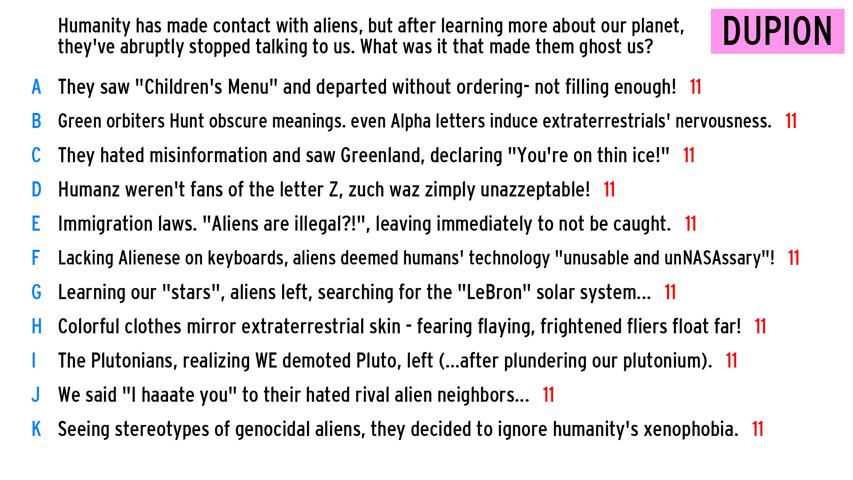 Humanity has made contact with aliens, but after learning more about our planet,
they've abruptly stopped talking to us. What was it that made them ghost us?
DUPION
A They saw "Children's Menu" and departed without ordering- not filling enough! 11
B Green orbiters Hunt obscure meanings. even Alpha letters induce extraterrestrials' nervousness. 11
C They hated misinformation and saw Greenland, declaring "You're on thin ice!" 11
D Humanz weren't fans of the letter Z, zuch waz zimply unazzeptable! 11
E Immigration laws. "Aliens are illegal?!", leaving immediately to not be caught. 11
F Lacking Alienese on keyboards, aliens deemed humans' technology "unusable and unNASAssary"! 11
G Learning our "stars", aliens left, searching for the "LeBron" solar system... 11
H Colorful clothes mirror extraterrestrial skin - fearing flaying, frightened fliers float far! 11
I The Plutonians, realizing WE demoted Pluto, left (...after plundering our plutonium). 11
J We said "I haaate you" to their hated rival alien neighbors... 11
K Seeing stereotypes of genocidal aliens, they decided to ignore humanity's xenophobia. 11